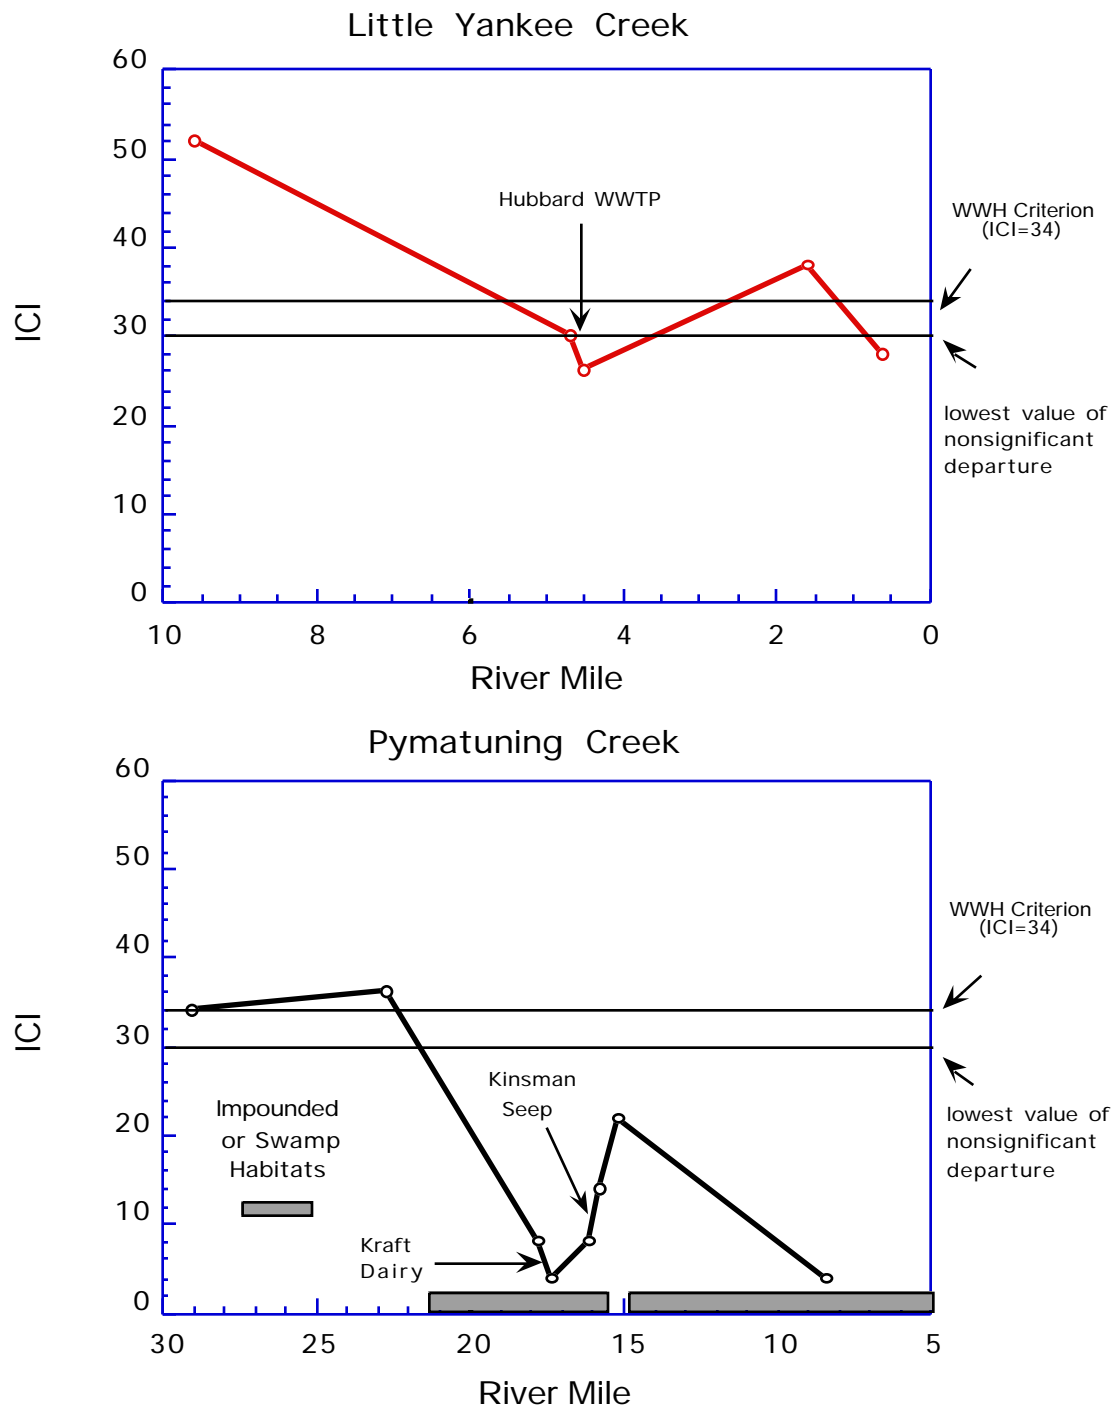 Little Yankee Creek
60
50
40
30
20
10
0
ICI
Hubbard WWTP
WWH Criterion
(ICI=34)
lowest value of
nonsignificant
departure
10 8 6 4 2 0
River Mile
Pymatuning Creek
60
50
40
30
20
10
0
ICI
WWH Criterion
(ICI=34)
Kinsman
Seep
Impounded
or Swamp
Habitats
lowest value of
nonsignificant
departure
Kraft
Dairy
30 25 20 15 10 5
River Mile